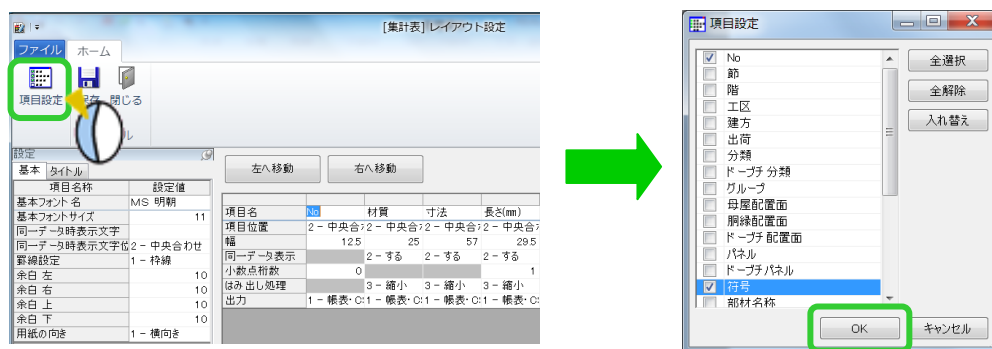 [集計表] レイアウト設定
ファイル ホーム
項目設定 保存 閉じる
ル
設定
基本 タイトル
項目名称 設定値
基本フォント名 MS 明朝
基本フォントサイズ 11
同一データ時表示文字
同一データ時表示文字位 2 - 中央合わせ
罫線設定 1 - 枠線
余白 左 10
余白 右 10
余白 上 10
余白 下 10
用紙の向き 1 - 横向き
左へ移動 右へ移動
項目名 No 材質 寸法 長さ(mm)
項目位置 2 - 中央合 2 - 中央合 2 - 中央合 2 - 中央合
幅 12.5 25 57 29.5
同一データ表示 2 - する 2 - する 2 - する
小数点桁数 0 1
はみ出し処理 3 - 縮小 3 - 縮小 3 - 縮小
出力 1 - 帳表・C 1 - 帳表・C 1 - 帳表・C 1 - 帳表・C
項目設定
No
節
階
工区
建方
出荷
分類
ドーブチ 分類
グループ
母屋配置面
胴縁配置面
ドーブチ 配置面
パネル
ドーブチパネル
符号
部材名称
全選択
全解除
入れ替え
OK キャンセル